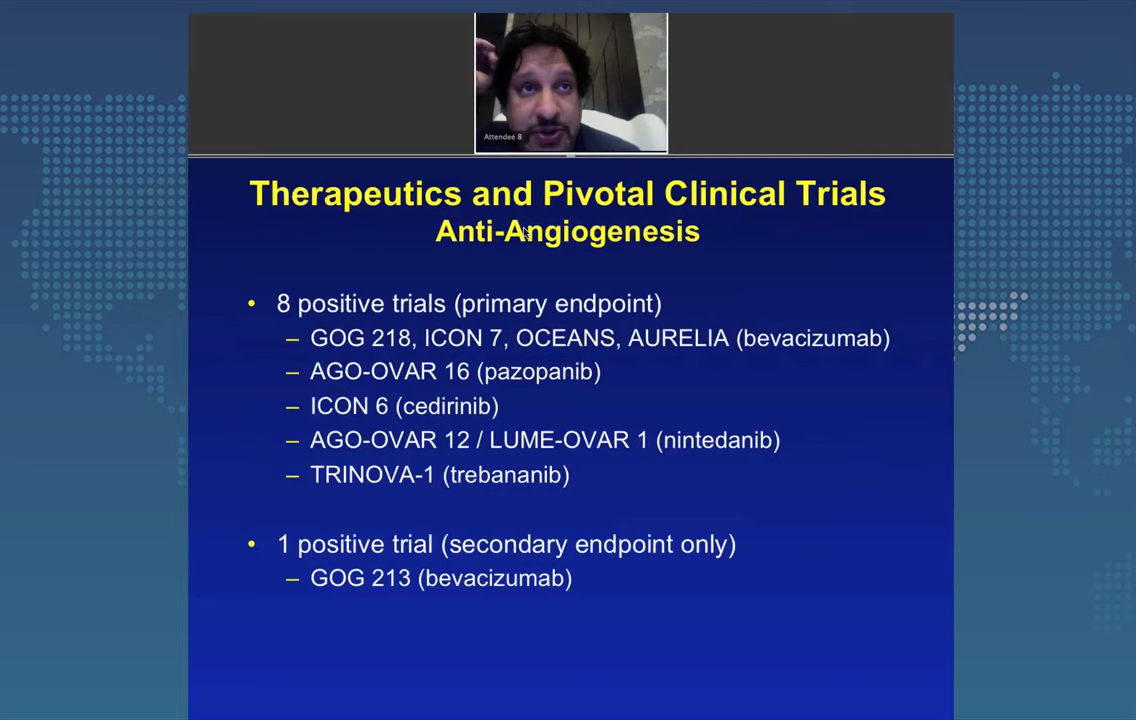 Attendee 8
Therapeutics and Pivotal Clinical Trials
Anti-Angiogenesis
• 8 positive trials (primary endpoint)
– GOG 218, ICON 7, OCEANS, AURELIA (bevacizumab)
– AGO-OVAR 16 (pazopanib)
– ICON 6 (cedirinib)
– AGO-OVAR 12 / LUME-OVAR 1 (nintedanib)
– TRINOVA-1 (trebananib)
• 1 positive trial (secondary endpoint only)
– GOG 213 (bevacizumab)